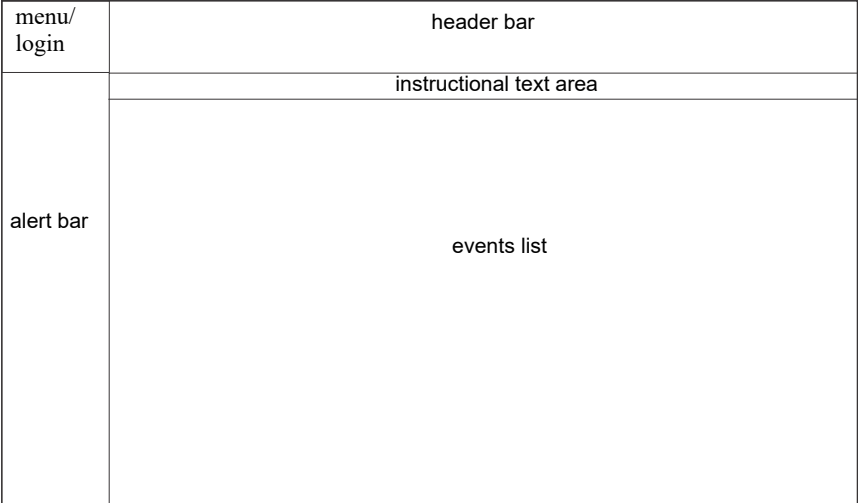 menu/
login
header bar
instructional text area
alert bar
events list